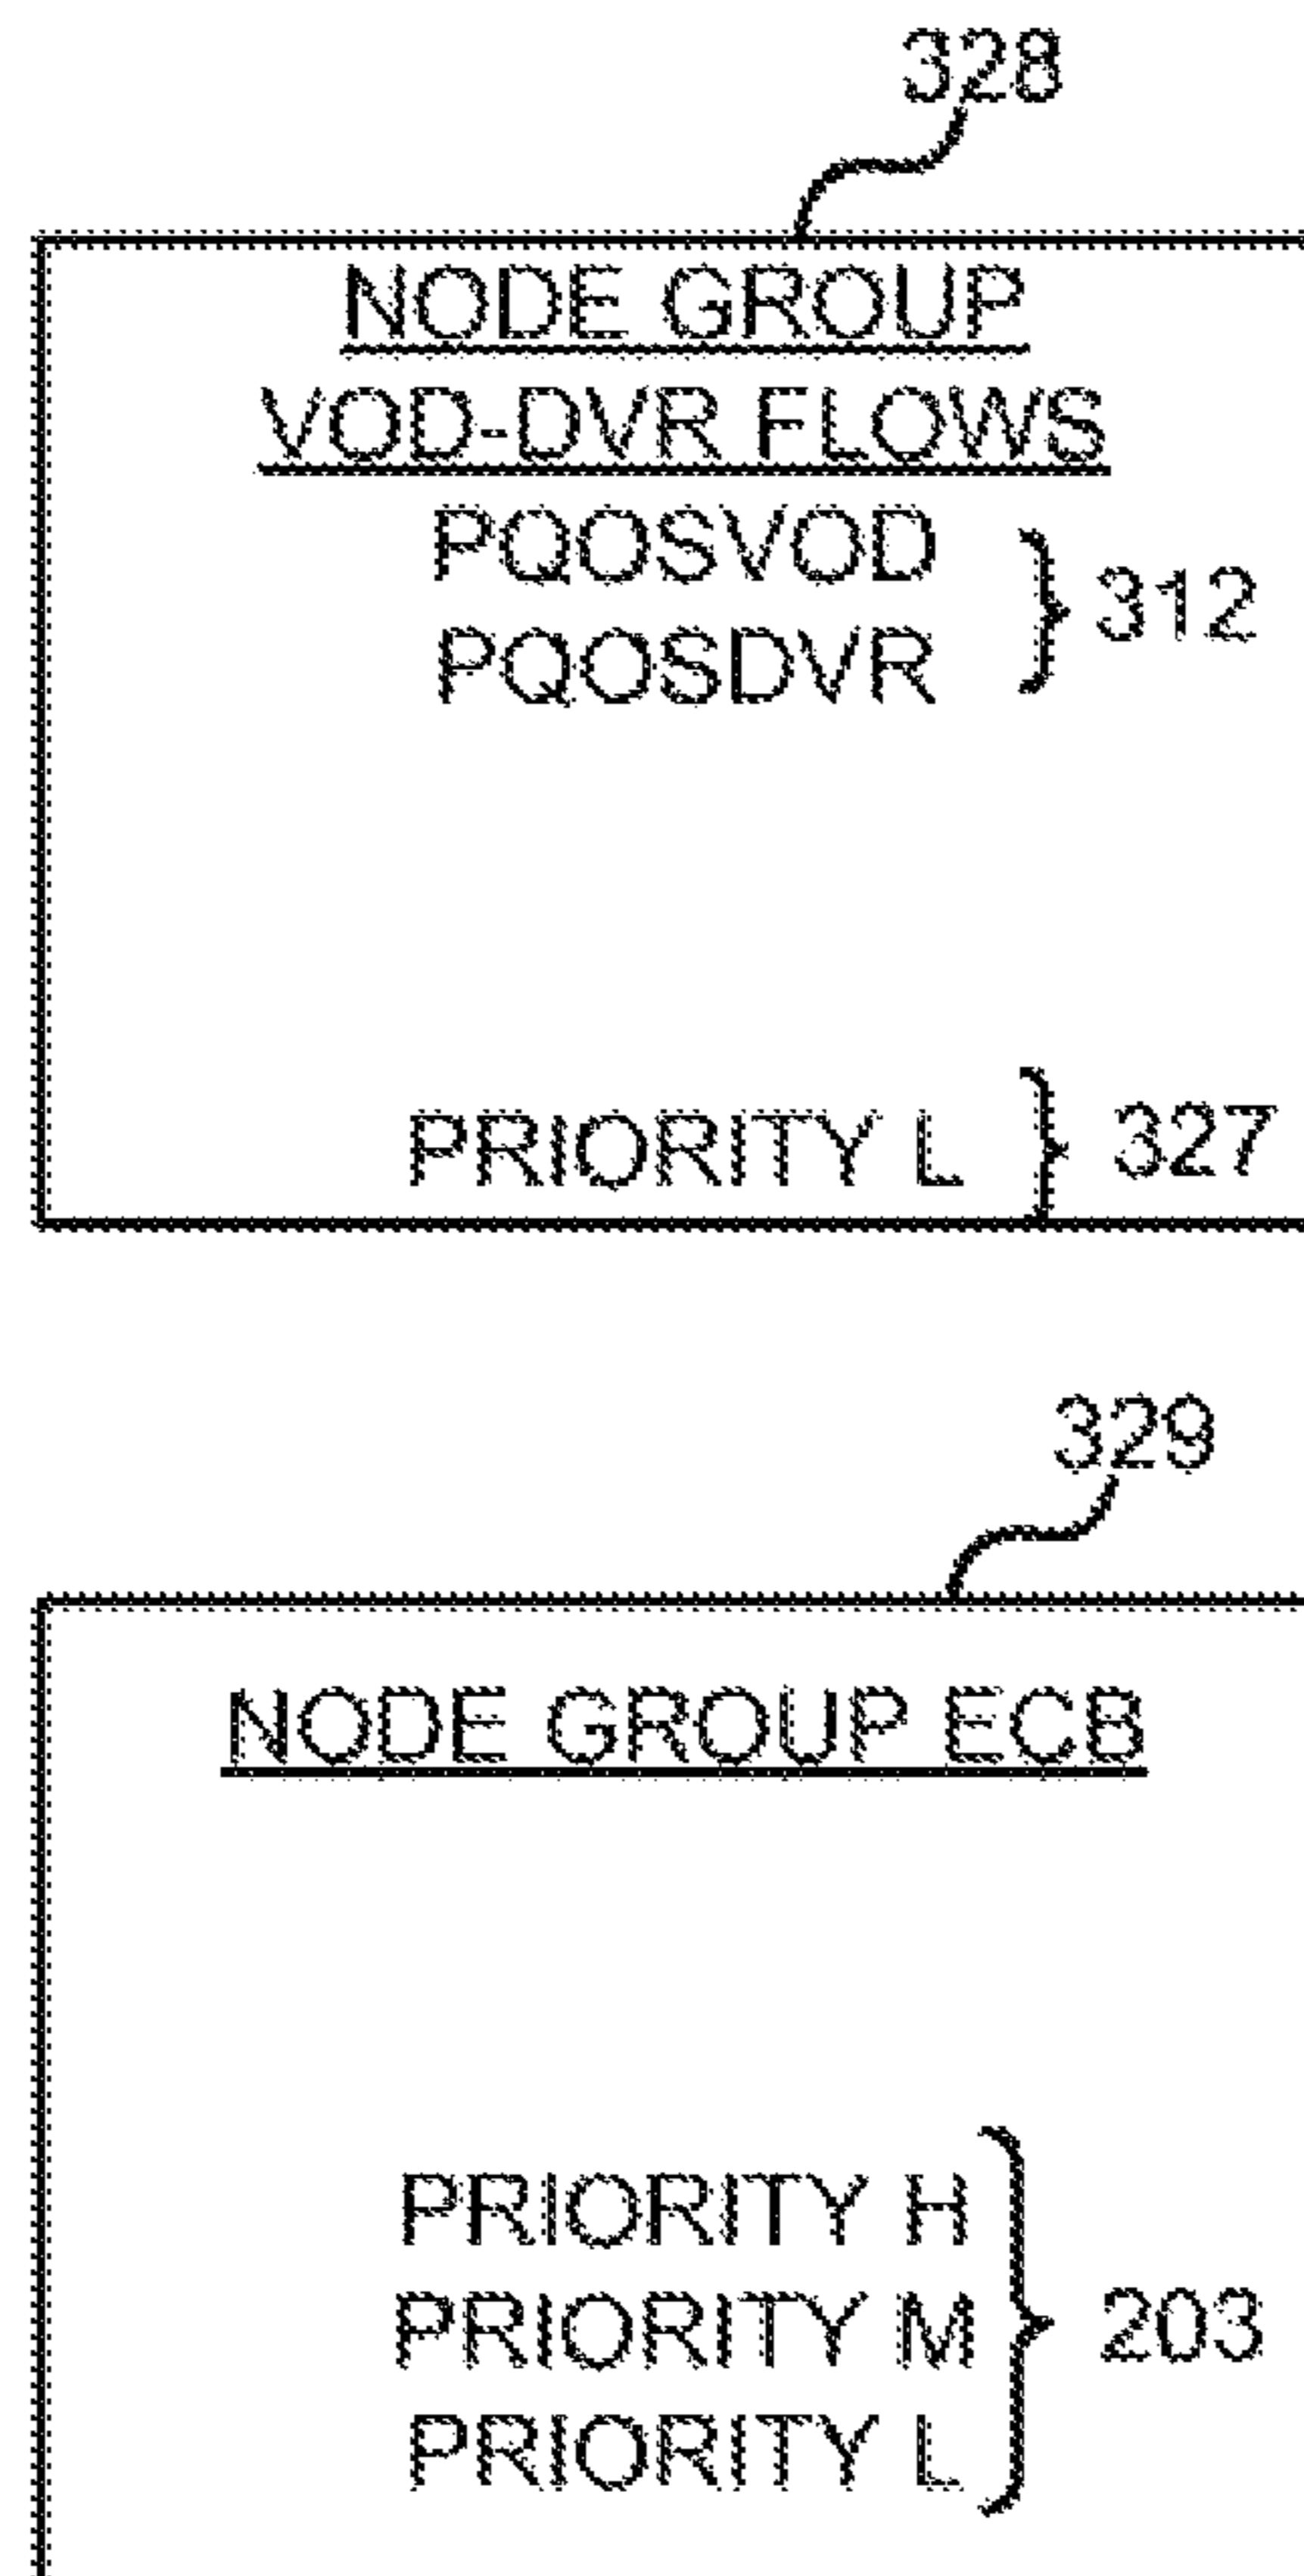 328
NODE GROUP
VOD-DVR FLOWS
PQOSVOD
PQOSDVR
312
PRIORITY L
327
329
NODE GROUP ECB
PRIORITY H
PRIORITY M
PRIORITY L
203